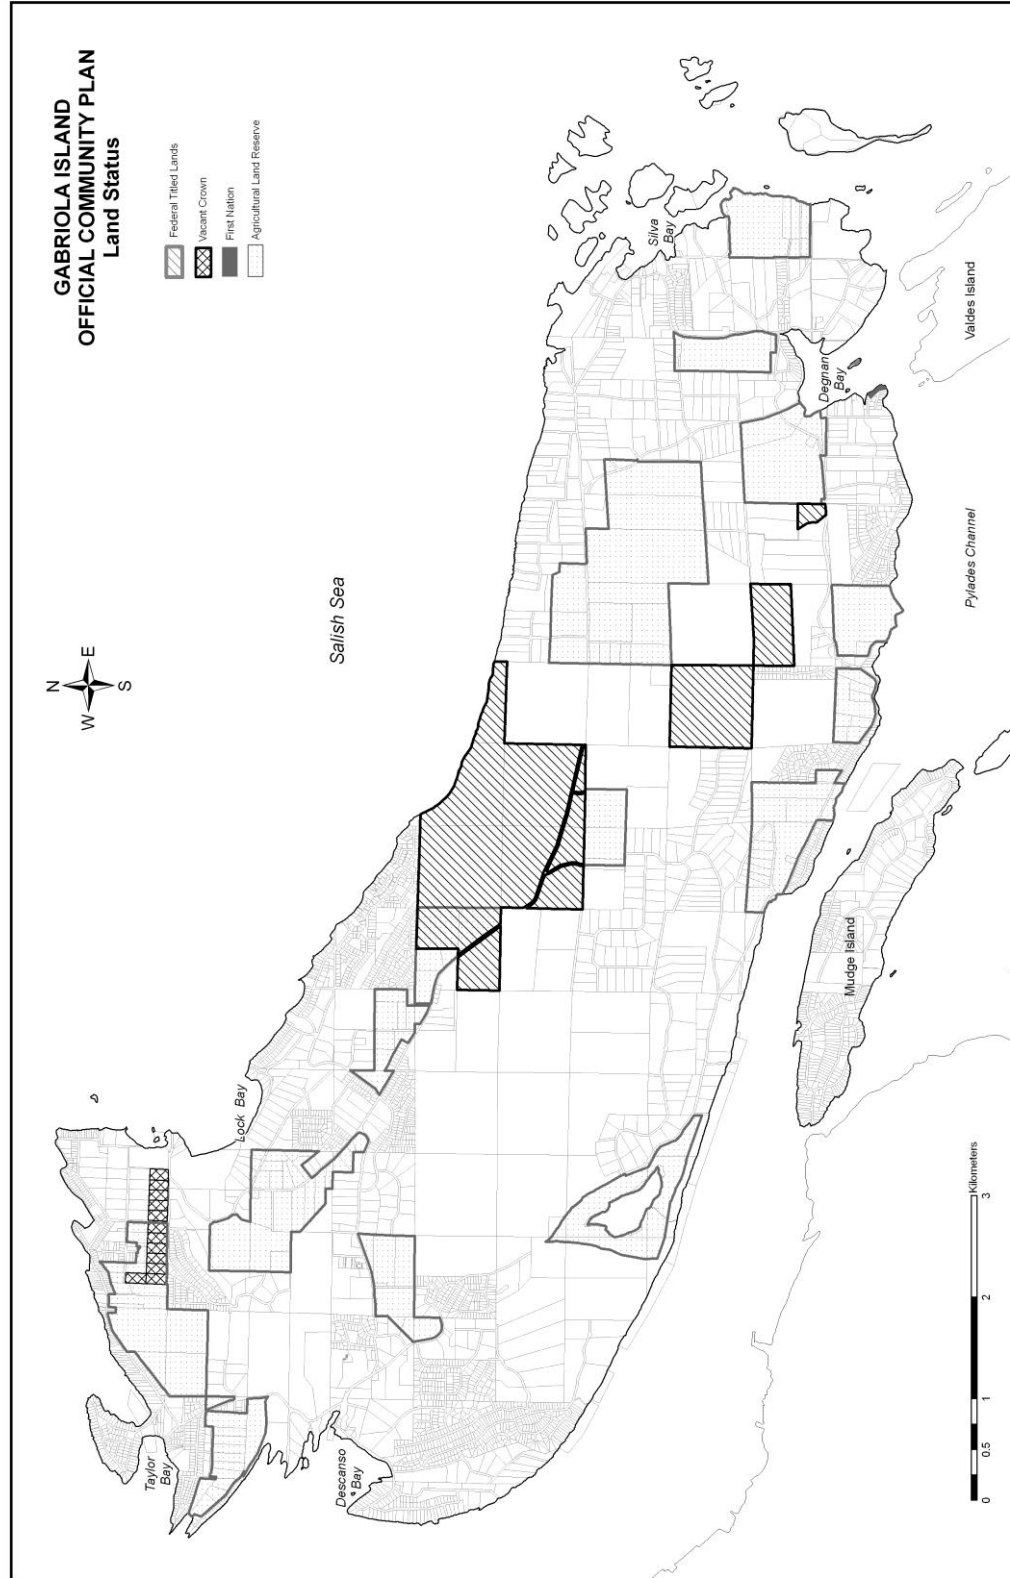 GABRIOLA ISLAND
OFFICIAL COMMUNITY PLAN
Land Status
Federal Titled Lands
Vacant Crown
First Nation
Agricultural Land Reserve
N
W
E
S
Salish Sea
Silva
Bay
Degnan
Bay
Valdes Island
Pylades Channel
Mudge Island
Lock Bay
Taylor
Bay
Descanso
Bay
0
0.5
1
2
3
Kilometers